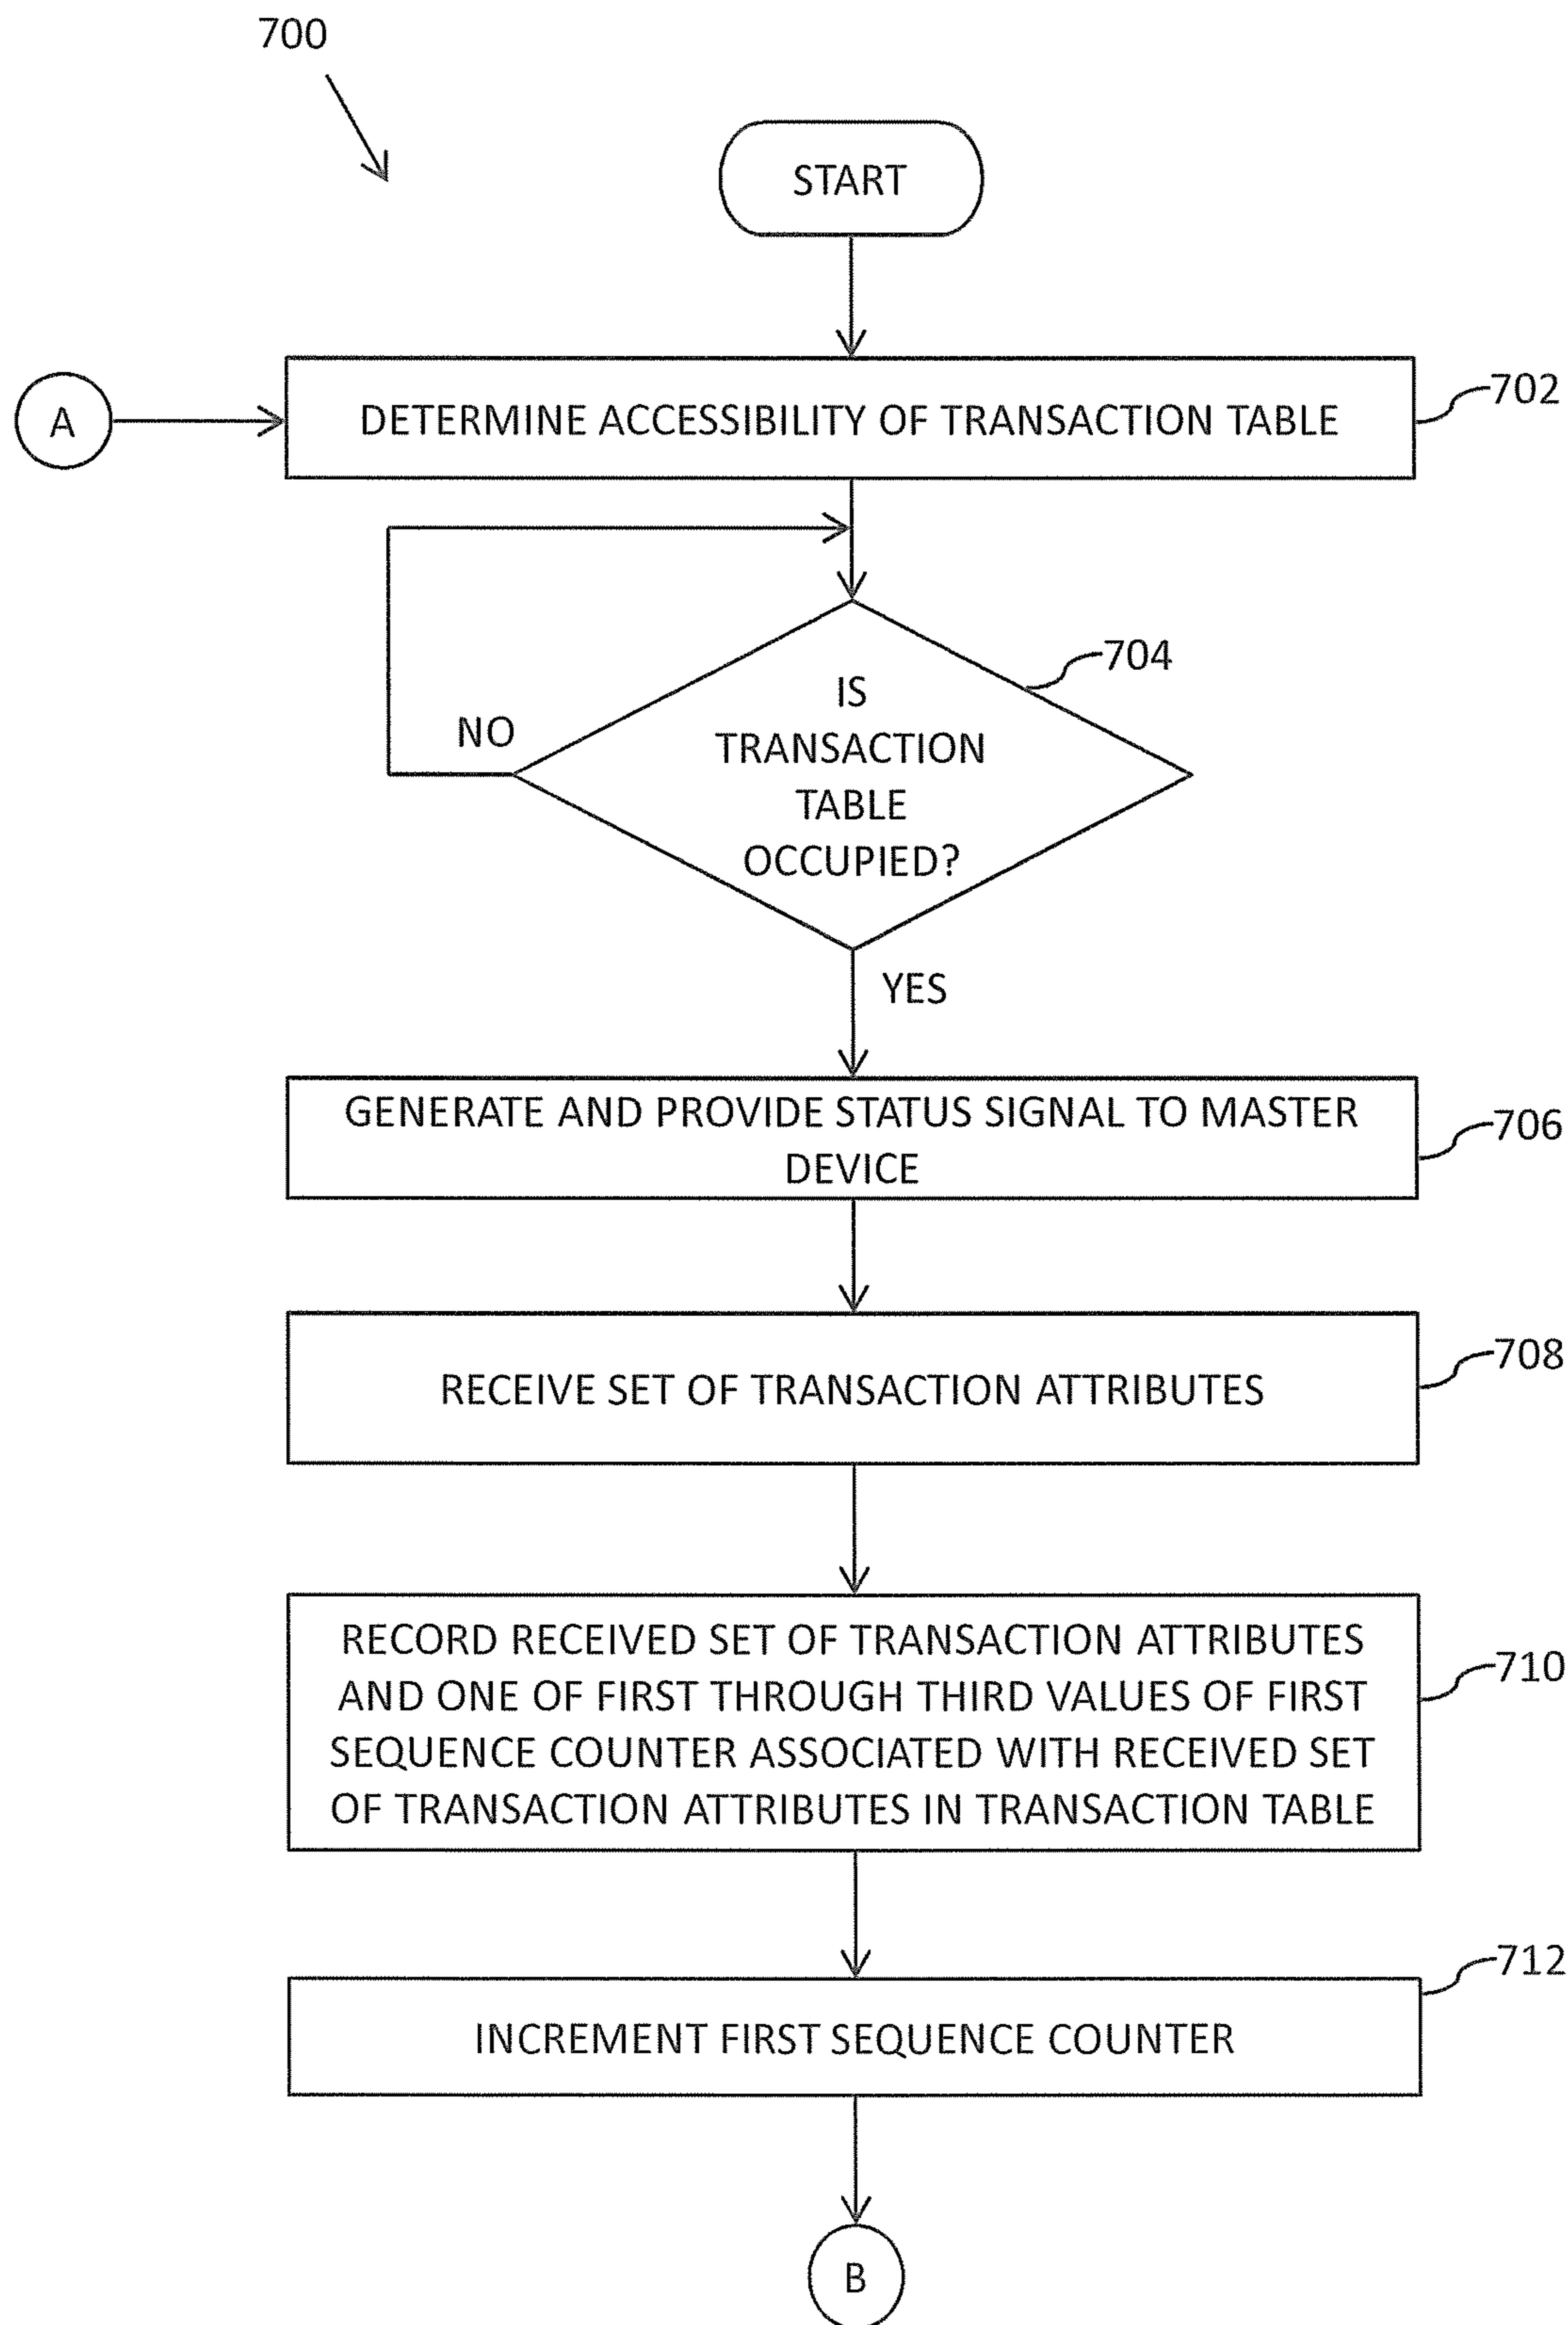 700
START
A
DETERMINE ACCESSIBILITY OF TRANSACTION TABLE
702
704
IS
TRANSACTION
TABLE
OCCUPIED?
NO
YES
GENERATE AND PROVIDE STATUS SIGNAL TO MASTER
DEVICE
706
RECEIVE SET OF TRANSACTION ATTRIBUTES
708
RECORD RECEIVED SET OF TRANSACTION ATTRIBUTES
AND ONE OF FIRST THROUGH THIRD VALUES OF FIRST
SEQUENCE COUNTER ASSOCIATED WITH RECEIVED SET
OF TRANSACTION ATTRIBUTES IN TRANSACTION TABLE
710
INCREMENT FIRST SEQUENCE COUNTER
712
B